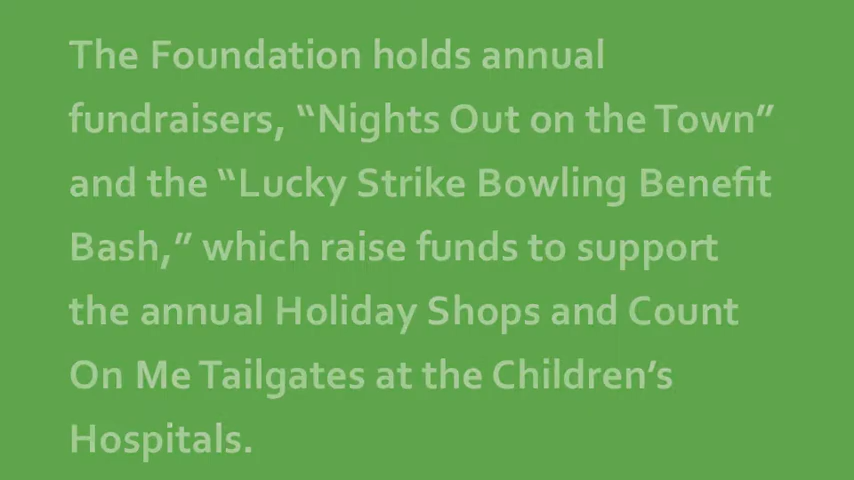 The Foundation holds annual
fundraisers, “Nights Out on the Town”
and the “Lucky Strike Bowling Benefit
Bash,” which raise funds to support
the annual Holiday Shops and Count
On Me Tailgates at the Children’s
Hospitals.